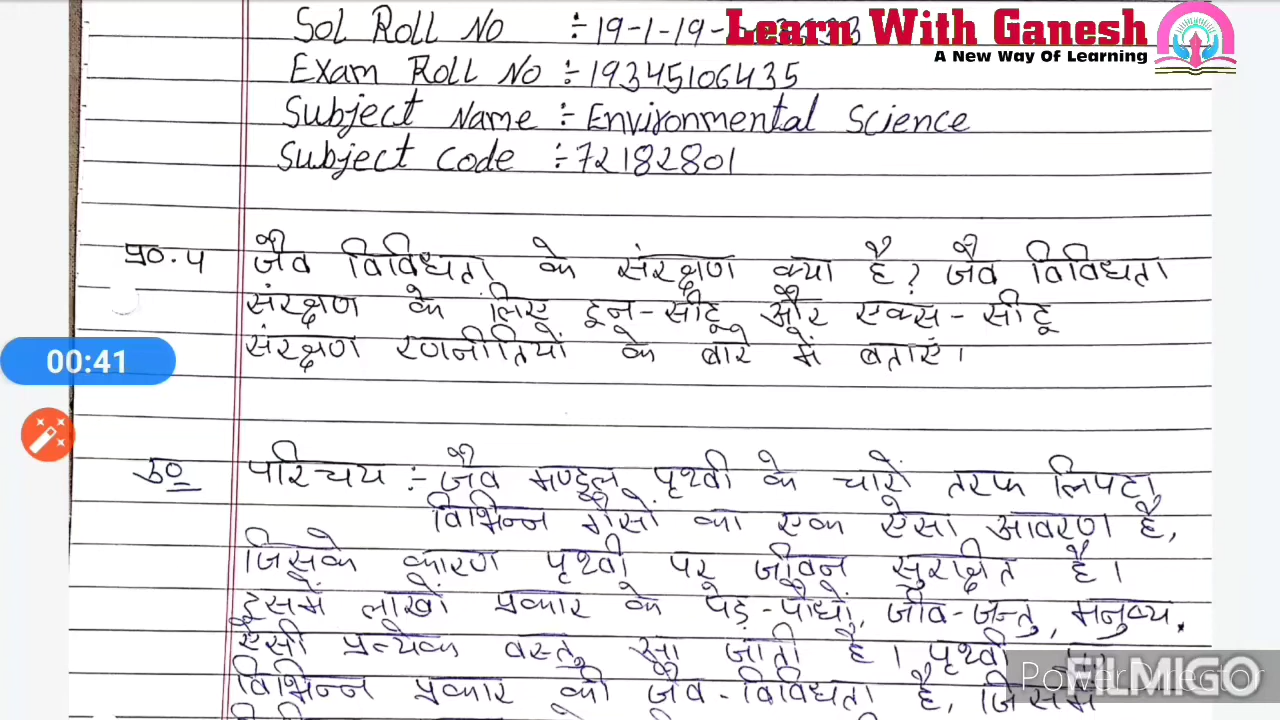 Learn With Ganesh
A New Way Of Learning
Sol Roll No :- 19-1-19-
Exam Roll No :- 19345106435
Subject Name :- Environmental Science
Subject Code :- 72182801
प्र०.५ जैव विविधता के संरक्षण क्या है? जैव विविधता
संरक्षण के लिए इन-सीटू और एक्स-सीटू
संरक्षण रणनीतियों के बारे में बताएं।
00:41
उ० परिचय :- जैव मण्डल पृथ्वी के चारों तरफ लिपटा
विभिन्न गैसों का एक ऐसा आवरण है,
जिसके कारण पृथ्वी पर जीवन सुरक्षित है।
इसमें लाखों प्रकार के पेड़-पौधों, जीव-जन्तु, मनुष्य,
ऐसी प्रत्येक वस्तु आ जाती है। पृथ्वी
विभिन्न प्रकार की जैव-विविधता है, जिसमें
PowerDirector
FILMIGO